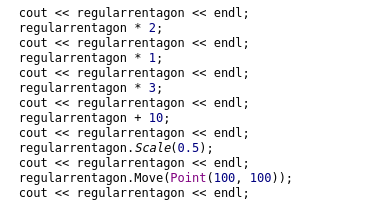 cout << regularrentagon << endl;
regularrentagon * 2;
cout << regularrentagon << endl;
regularrentagon * 1;
cout << regularrentagon << endl;
regularrentagon * 3;
cout << regularrentagon << endl;
regularrentagon + 10;
cout << regularrentagon << endl;
regularrentagon.Scale(0.5);
cout << regularrentagon << endl;
regularrentagon.Move(Point(100, 100));
cout << regularrentagon << endl;